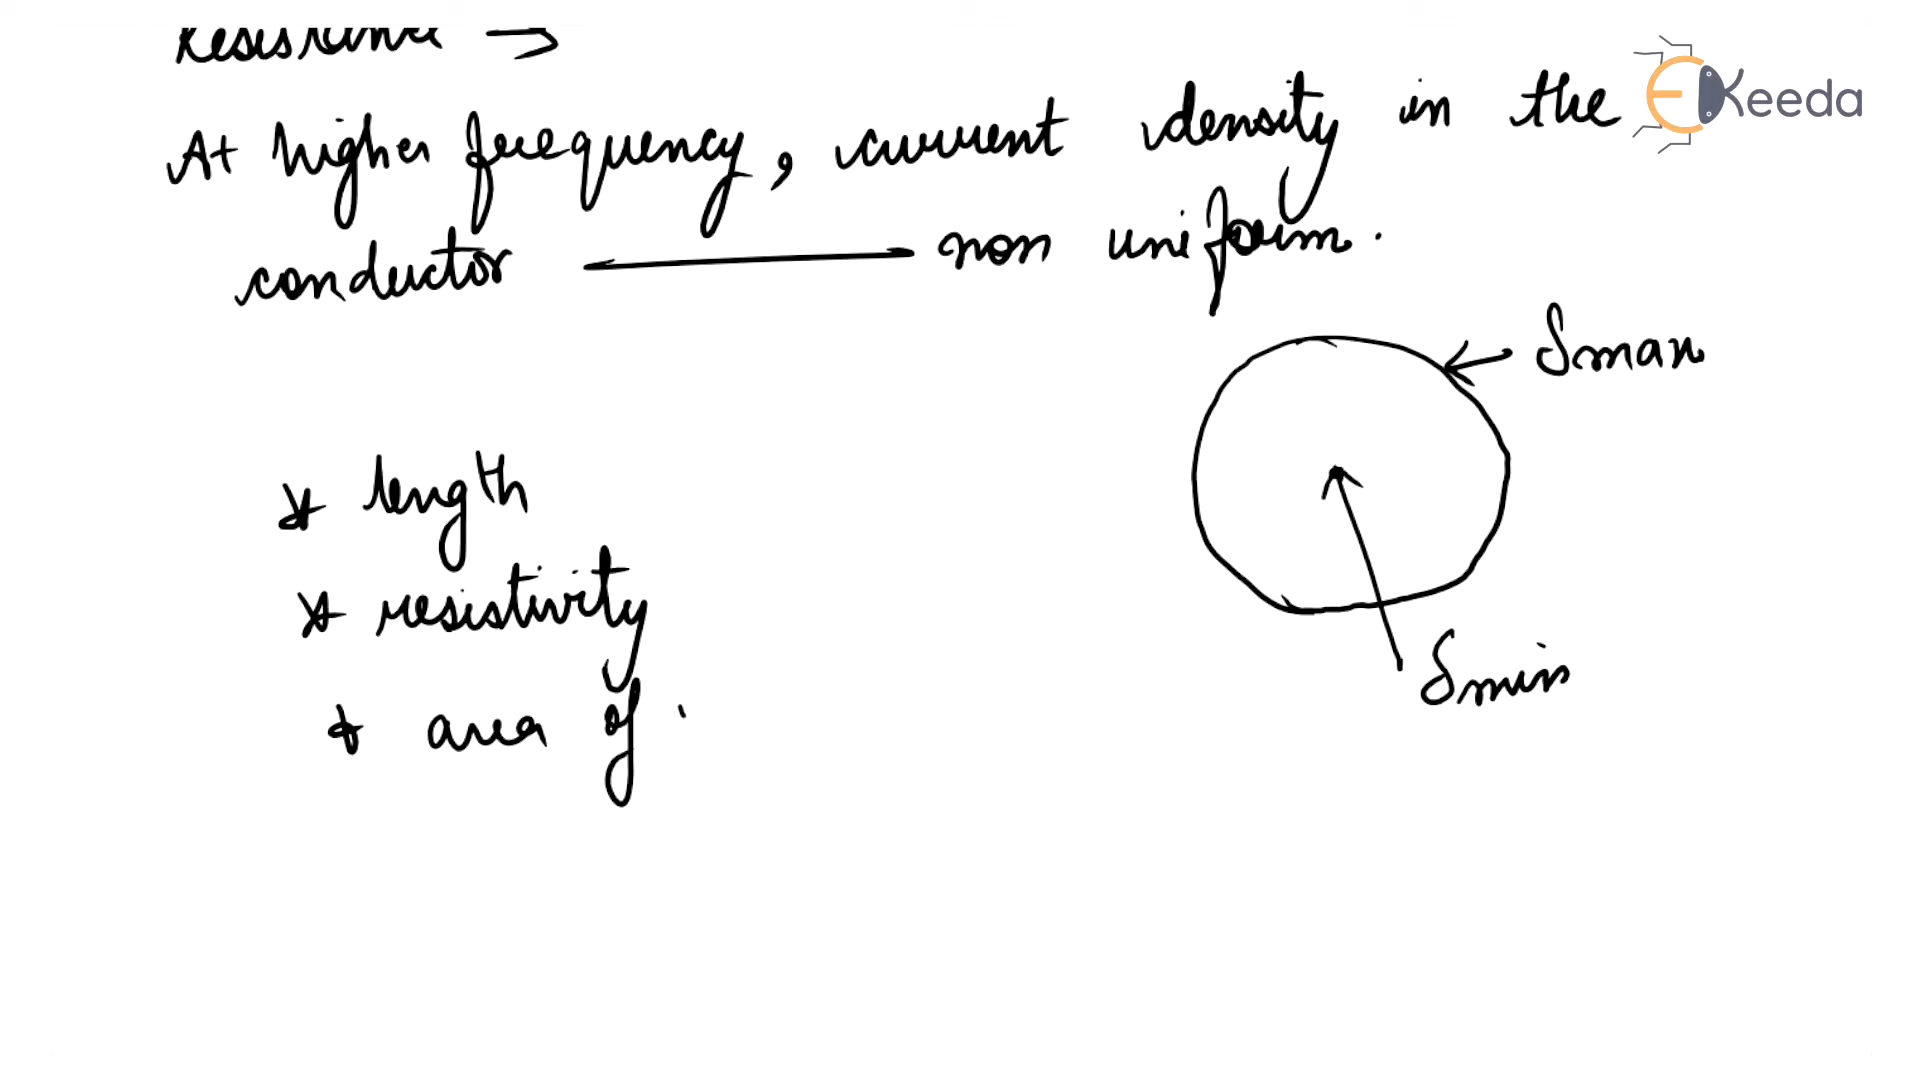 Resistance →
At higher frequency, current density in the
EKeeda
conductor — non uniform.
δmax
* length
* resistivity
δmin
* area of